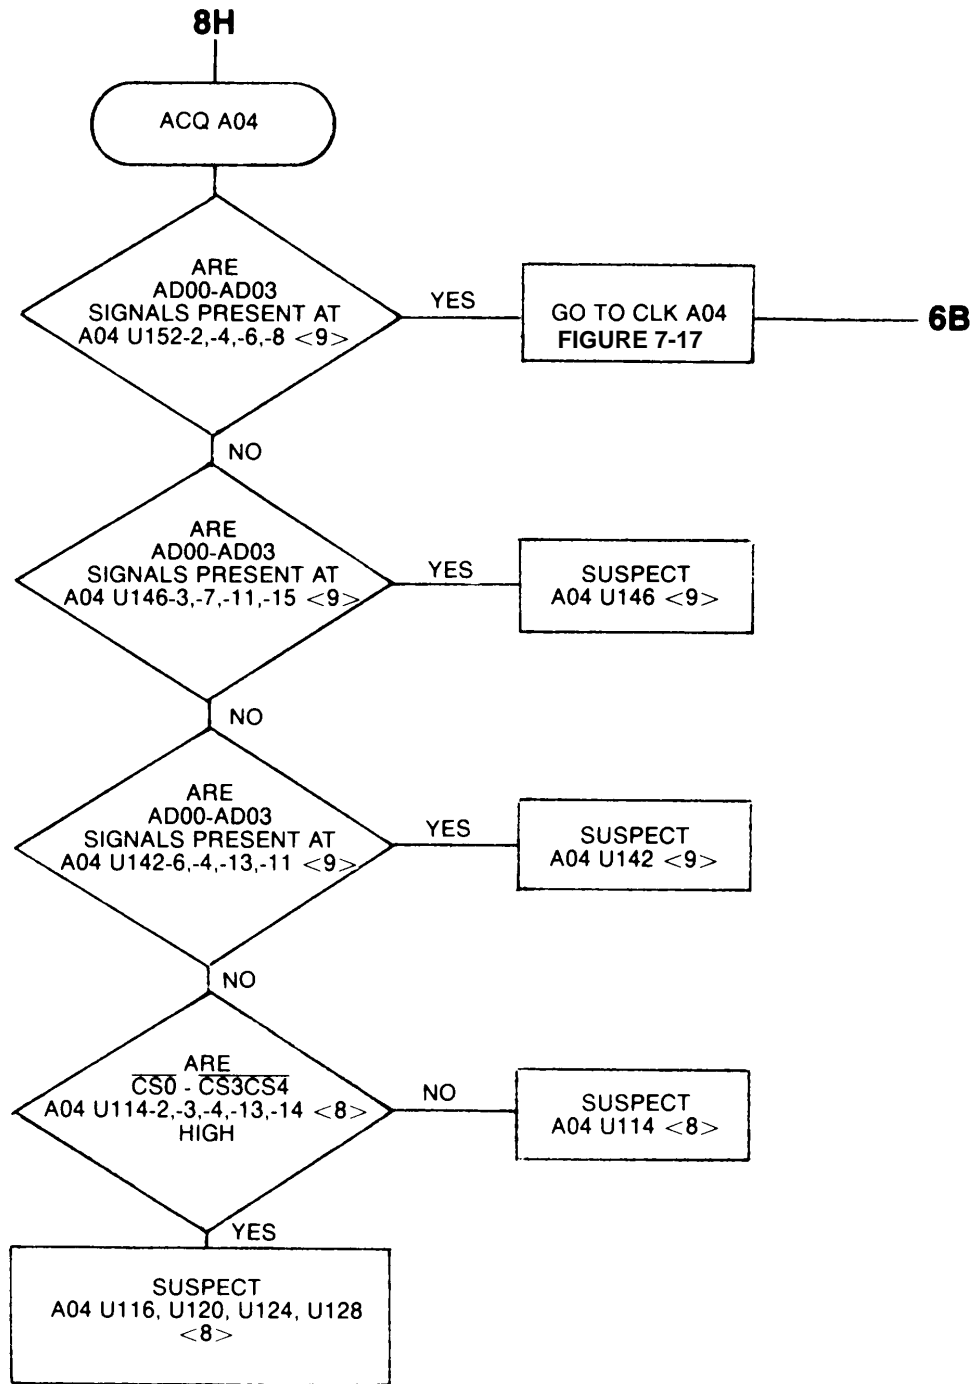 8H
ACQ A04
ARE
AD00-AD03
SIGNALS PRESENT AT
A04 U152-2,-4,-6,-8 <9>
YES
GO TO CLK A04
FIGURE 7-17
6B
NO
ARE
AD00-AD03
SIGNALS PRESENT AT
A04 U146-3,-7,-11,-15 <9>
YES
SUSPECT
A04 U146 <9>
NO
ARE
AD00-AD03
SIGNALS PRESENT AT
A04 U142-6,-4,-13,-11 <9>
YES
SUSPECT
A04 U142 <9>
NO
ARE
C̅S̅0̅ - C̅S̅3̅C̅S̅4̅
A04 U114-2,-3,-4,-13,-14 <8>
HIGH
NO
SUSPECT
A04 U114 <8>
YES
SUSPECT
A04 U116, U120, U124, U128
<8>